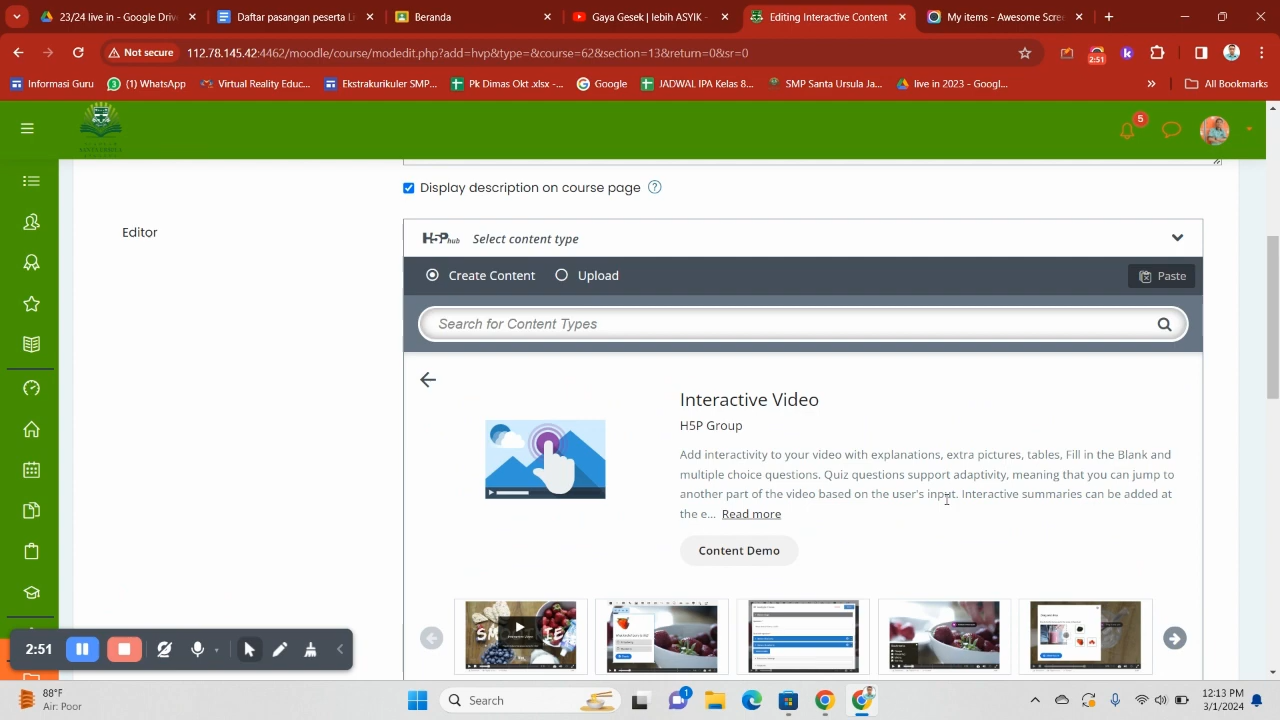 23/24 live in - Google Driv
Daftar pasangan peserta Li
Beranda
Gaya Gesek | lebih ASYIK -
Editing Interactive Content
My items - Awesome Scre
Not secure
112.78.145.42:4462/moodle/course/modedit.php?add=hvp&type=&course=62&section=13&return=0&sr=0
2:51
Informasi Guru
(1) WhatsApp
Virtual Reality Educ...
Ekstrakurikuler SMP...
Pk Dimas Okt .xlsx -...
Google
JADWAL IPA Kelas 8...
SMP Santa Ursula Ja...
live in 2023 - Googl...
»
All Bookmarks
5
Display description on course page
Editor
H5P hub
Select content type
Create Content
Upload
Paste
Search for Content Types
Interactive Video
H5P Group
Add interactivity to your video with explanations, extra pictures, tables, Fill in the Blank and
multiple choice questions. Quiz questions support adaptivity, meaning that you can jump to
another part of the video based on the user's input. Interactive summaries can be added at
the e... Read more
Content Demo
2:51
88°F
Air: Poor
Search
1
12:13 PM
3/1/2024